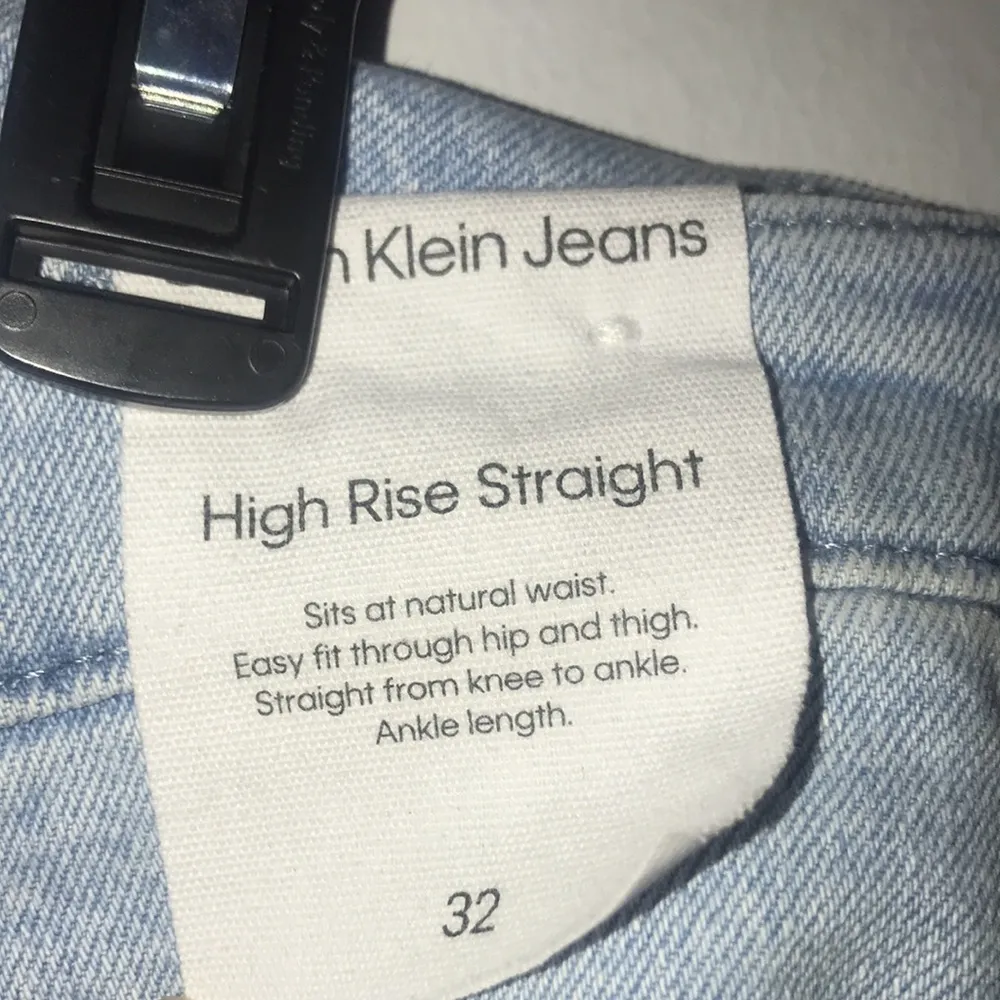 Klein Jeans
High Rise Straight
Sits at natural waist.
Easy fit through hip and thigh.
Straight from knee to ankle.
Ankle length.
32